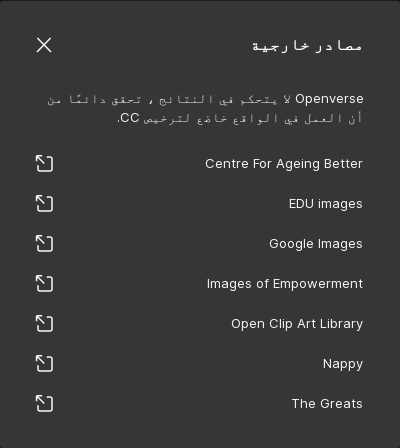 مصادر خارجية
Openverse لا يتحكم في النتائج ، تحقق دائمًا من
أن العمل في الواقع خاضع لترخيص CC.
Centre For Ageing Better
EDU images
Google Images
Images of Empowerment
Open Clip Art Library
Nappy
The Greats